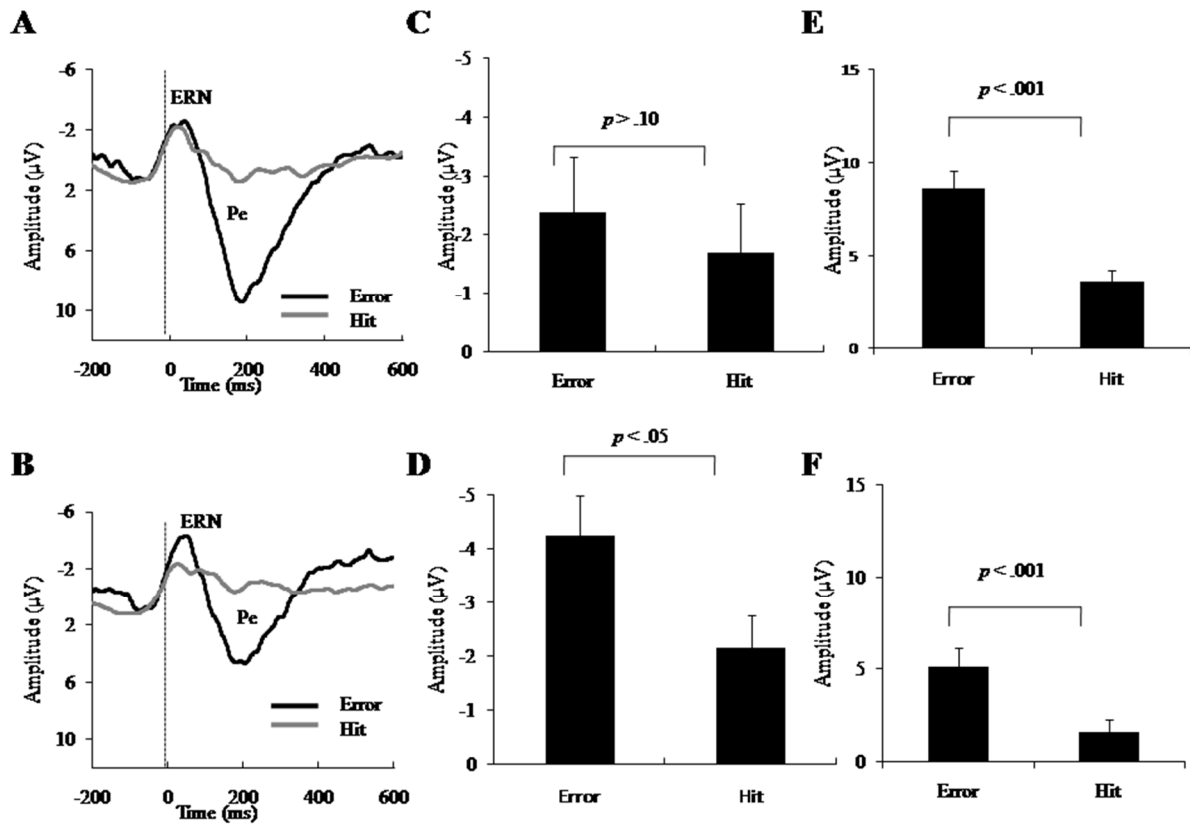 A
Amplitude (µV)
-6
-2
2
6
10
ERN
Pe
Error
Hit
-200
0
200
400
600
Time (ms)
C
Amplitude (µV)
-5
-4
-3
-2
-1
0
p > .10
Error
Hit
E
Amplitude (µV)
15
10
5
0
p < .001
Error
Hit
B
Amplitude (µV)
-6
-2
2
6
10
ERN
Pe
Error
Hit
-200
0
200
400
600
Time (ms)
D
Amplitude (µV)
-5
-4
-3
-2
-1
0
p < .05
Error
Hit
F
Amplitude (µV)
15
10
5
0
p < .001
Error
Hit